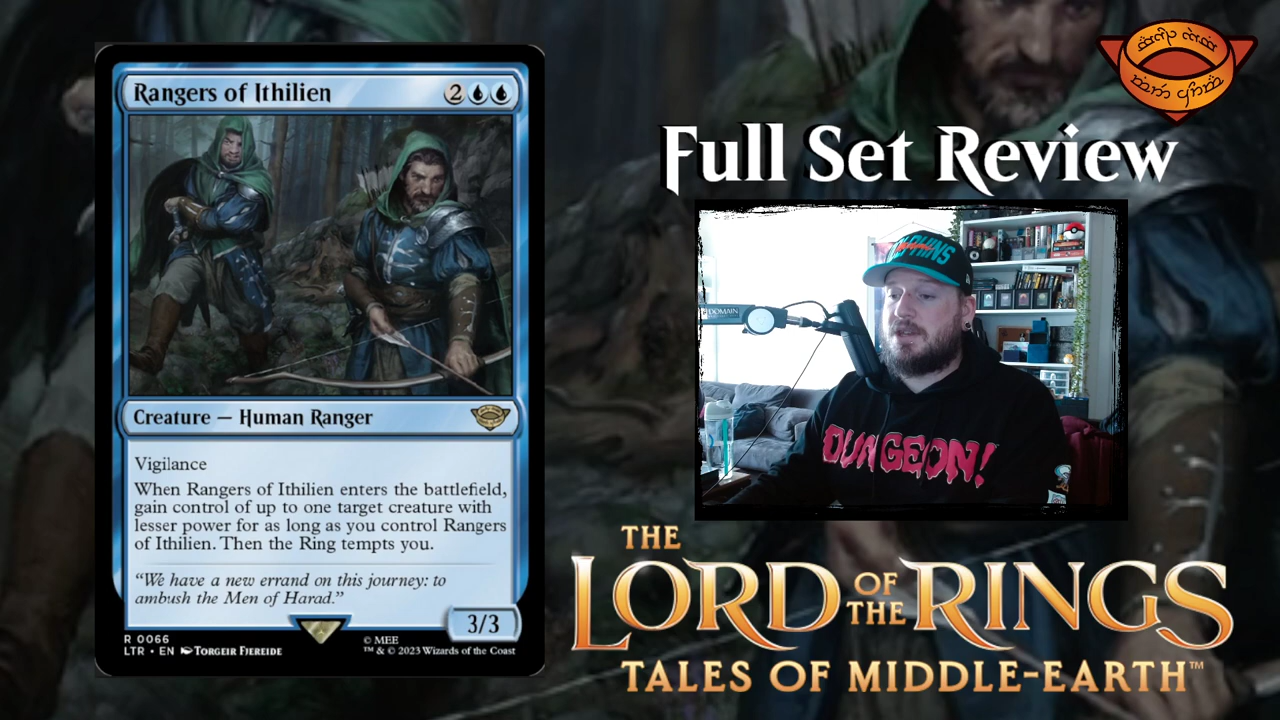 Rangers of Ithilien
2
Creature — Human Ranger
Vigilance
When Rangers of Ithilien enters the battlefield,
gain control of up to one target creature with
lesser power for as long as you control Rangers
of Ithilien. Then the Ring tempts you.
“We have a new errand on this journey: to
ambush the Men of Harad.”
3/3
R 0066
LTR • EN Torgeir Fjereide
© MEE
™ & © 2023 Wizards of the Coast
Full Set Review
DOMAIN
DOLPHINS
DUNGEON!
THE
LORD OF THE RINGS
TALES OF MIDDLE-EARTH™